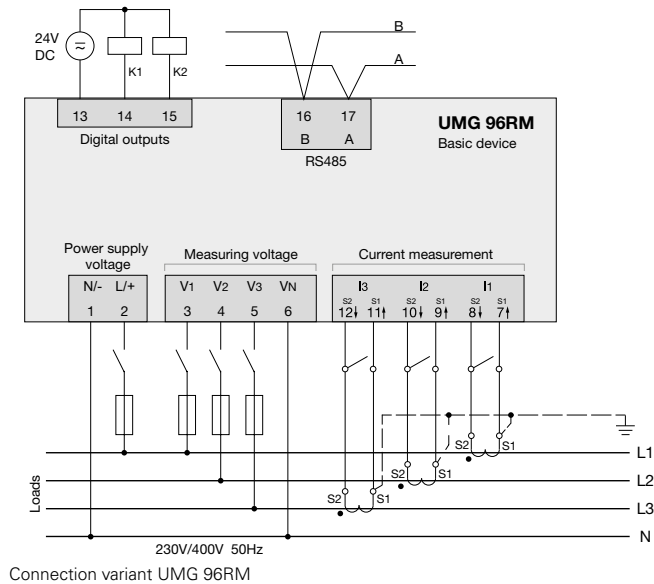 B
24V
DC
A
K1 K2
13 14 15
16 17
UMG 96RM
Digital outputs
B A
Basic device
RS485
Power supply
voltage
Measuring voltage
Current measurement
N/- L/+
V1 V2 V3 VN
I3 I2 I1
S2 S1 S2 S1 S2 S1
1 2 3 4 5 6 12 11 10 9 8 7
S2 S1
L1
S2 S1
L2
Loads
S2 S1
L3
N
230V/400V 50Hz
Connection variant UMG 96RM